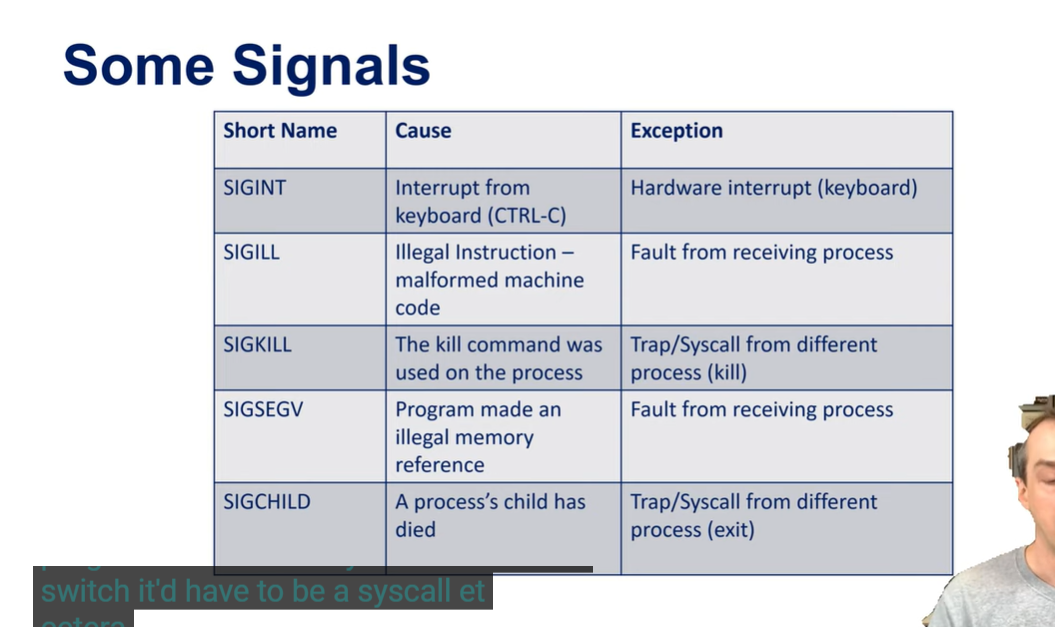 Some Signals
Short Name
Cause
Exception
SIGINT
Interrupt from
keyboard (CTRL-C)
Hardware interrupt (keyboard)
SIGILL
Illegal Instruction –
malformed machine
code
Fault from receiving process
SIGKILL
The kill command was
used on the process
Trap/Syscall from different
process (kill)
SIGSEGV
Program made an
illegal memory
reference
Fault from receiving process
SIGCHILD
A process’s child has
died
Trap/Syscall from different
process (exit)
switch it'd have to be a syscall et